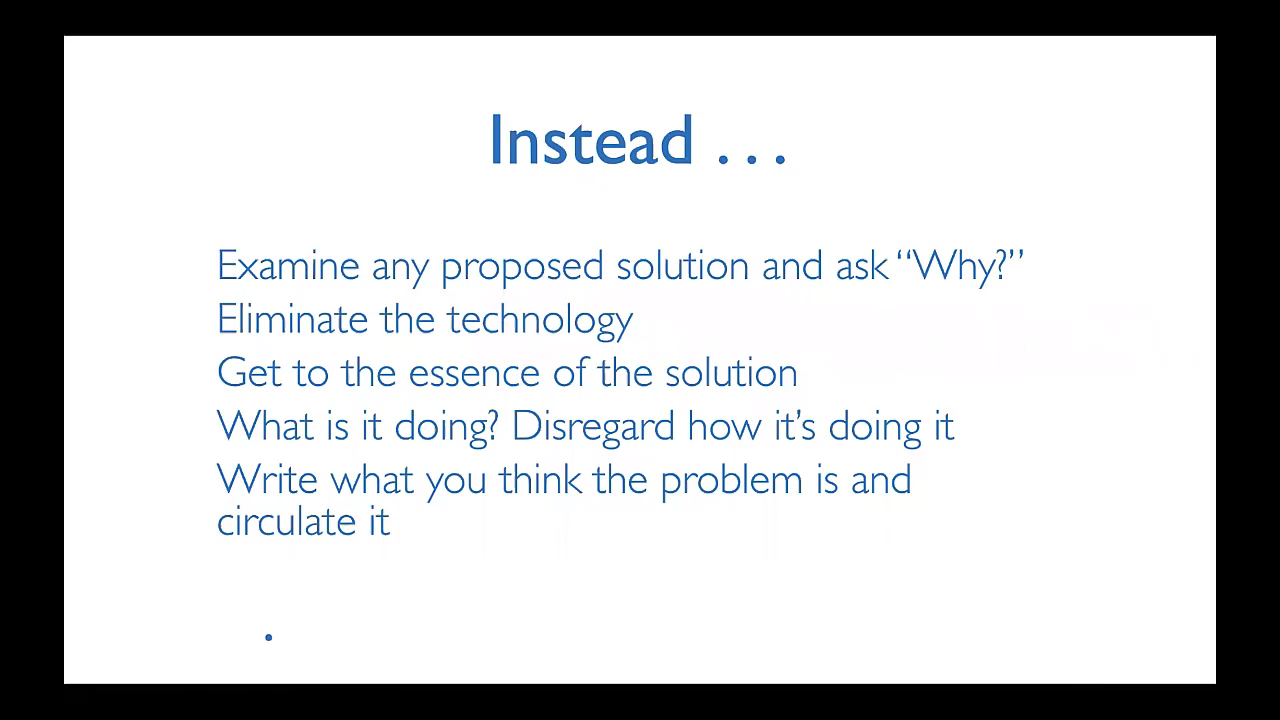 Instead . . .
Examine any proposed solution and ask “Why?”
Eliminate the technology
Get to the essence of the solution
What is it doing? Disregard how it’s doing it
Write what you think the problem is and
circulate it
•